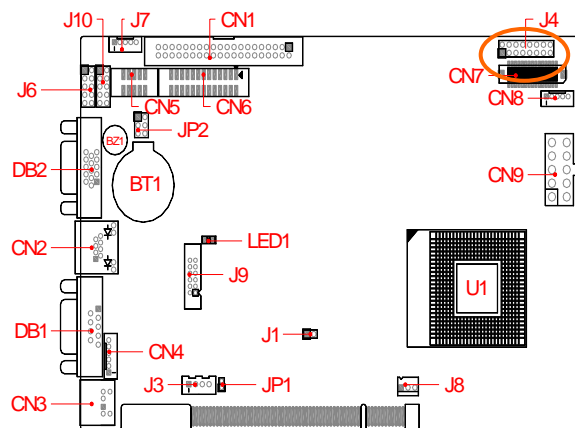 J10 J7 CN1 J4
CN7
J6
CN5 CN6 CN8
JP2
BZ1
DB2 BT1 CN9
CN2 LED1
J9
U1
DB1 J1
CN4
J3 JP1 J8
CN3